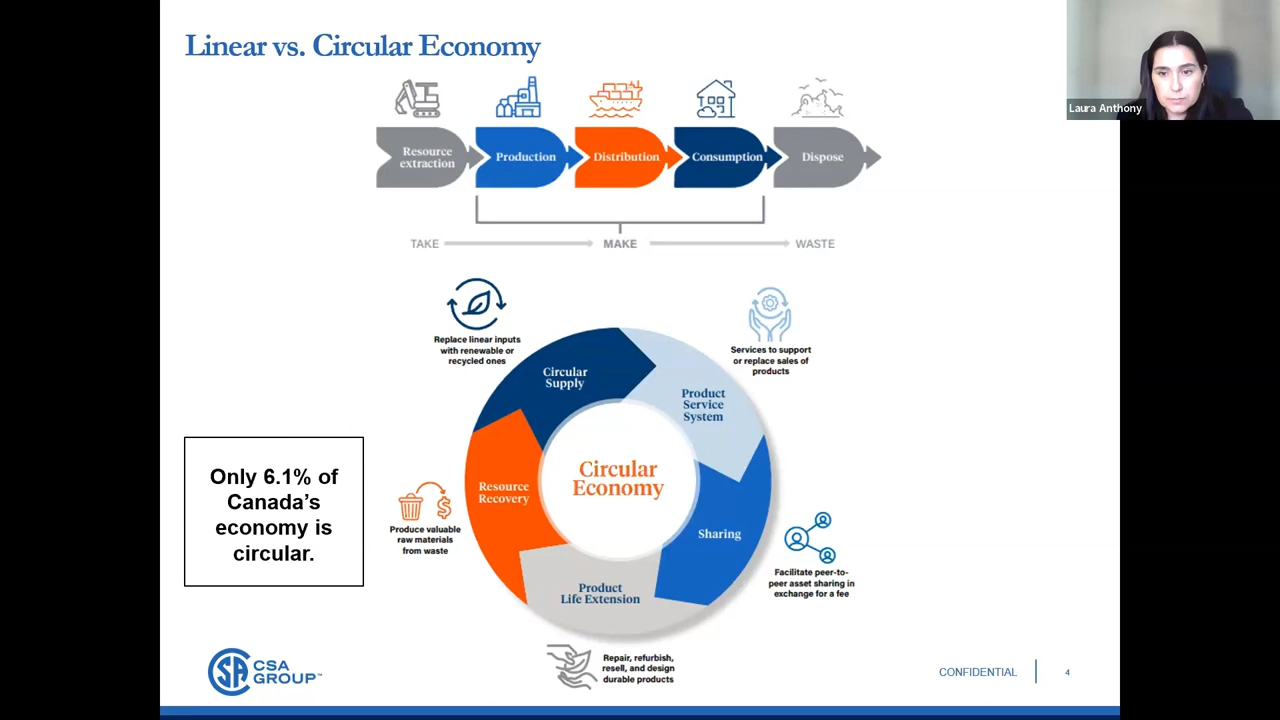 Linear vs. Circular Economy
Laura Anthony
Resource
extraction
Production
Distribution
Consumption
Dispose
TAKE
MAKE
WASTE
Replace linear inputs
with renewable or
recycled ones
Services to support
or replace sales of
products
Circular
Supply
Product
Service
System
Only 6.1% of
Canada's
economy is
circular.
Circular
Economy
Resource
Recovery
Produce valuable
raw materials
from waste
Sharing
Facilitate peer-to-
peer asset sharing in
exchange for a fee
Product
Life Extension
Repair, refurbish,
resell, and design
durable products
CSA
GROUP™
CONFIDENTIAL
4